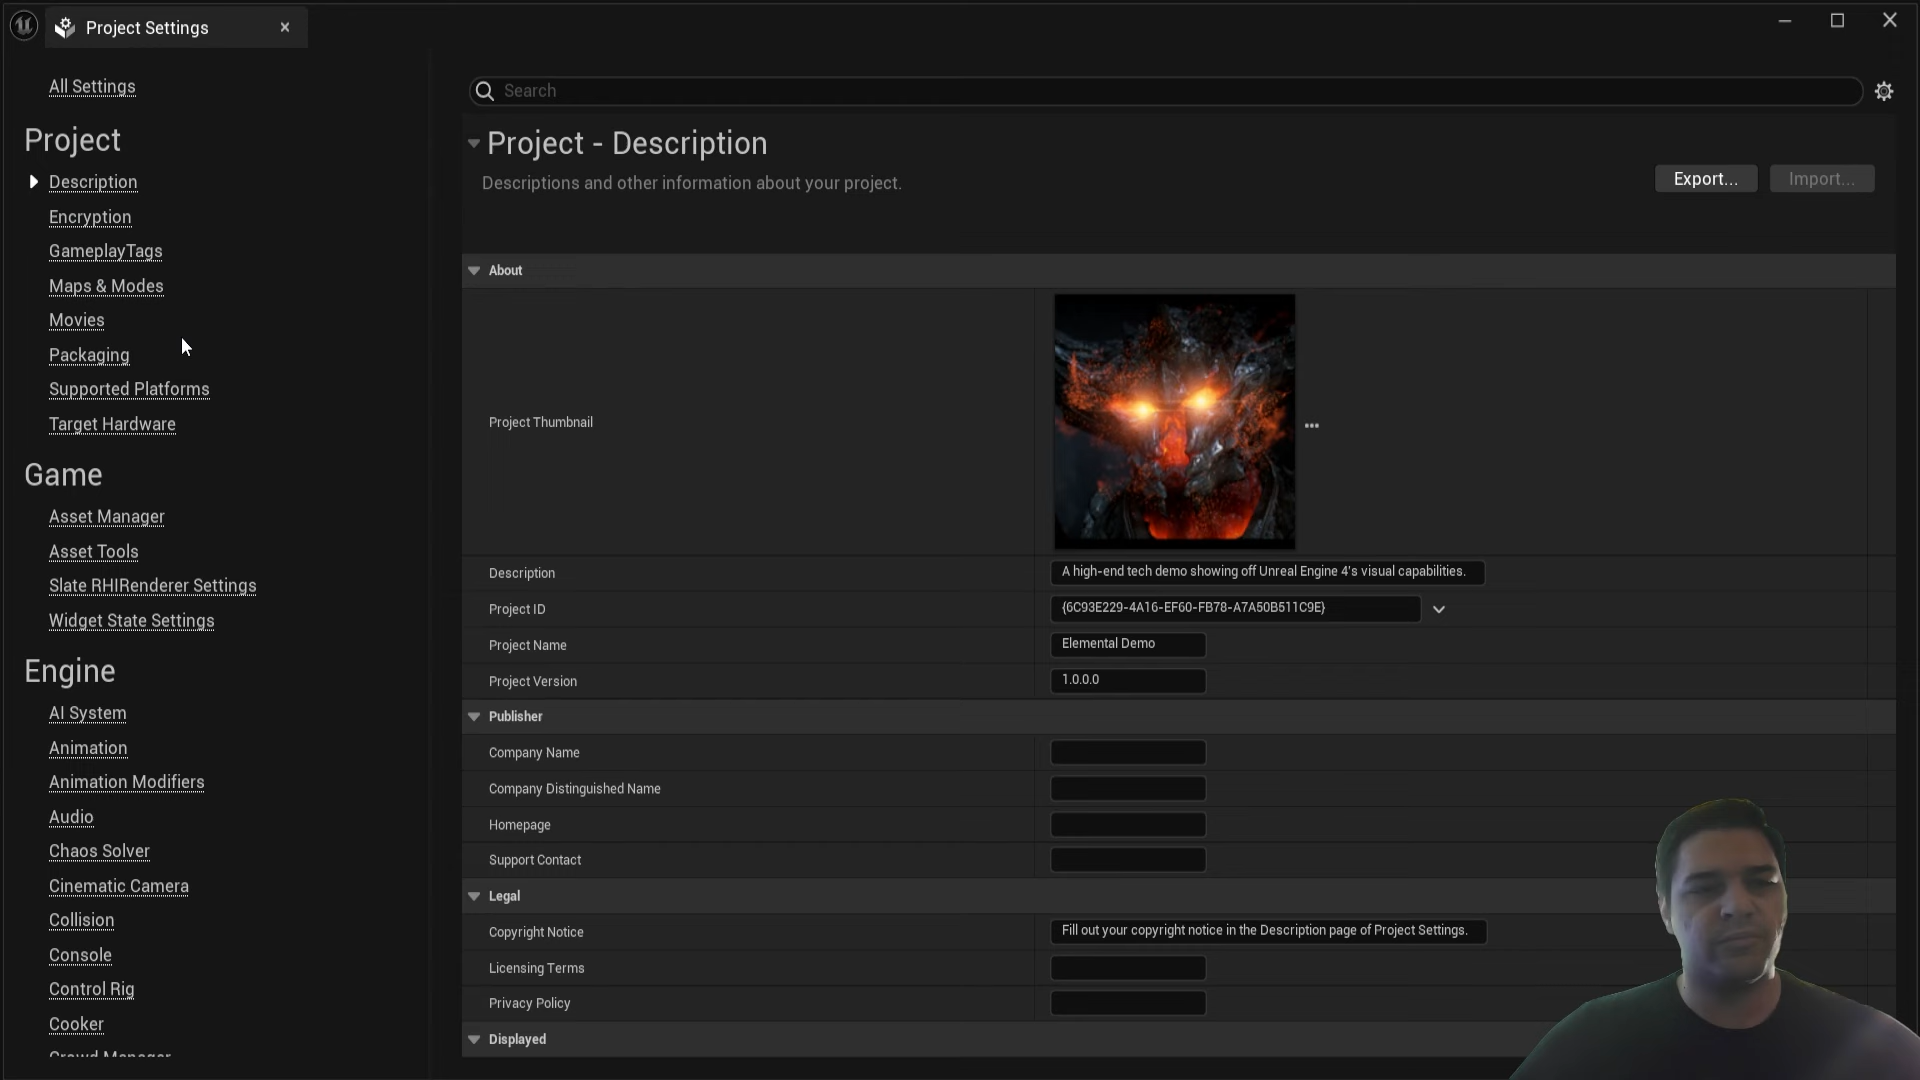 Project Settings
All Settings
Project
Description
Encryption
GameplayTags
Maps & Modes
Movies
Packaging
Supported Platforms
Target Hardware
Game
Asset Manager
Asset Tools
Slate RHIRenderer Settings
Widget State Settings
Engine
AI System
Animation
Animation Modifiers
Audio
Chaos Solver
Cinematic Camera
Collision
Console
Control Rig
Cooker
Crowd Manager
Search
Project - Description
Descriptions and other information about your project.
Export...
Import...
About
Project Thumbnail
Description
A high-end tech demo showing off Unreal Engine 4's visual capabilities.
Project ID
{6C93E229-4A16-EF60-FB78-A7A50B511C9E}
Project Name
Elemental Demo
Project Version
1.0.0.0
Publisher
Company Name
Company Distinguished Name
Homepage
Support Contact
Legal
Copyright Notice
Fill out your copyright notice in the Description page of Project Settings.
Licensing Terms
Privacy Policy
Displayed